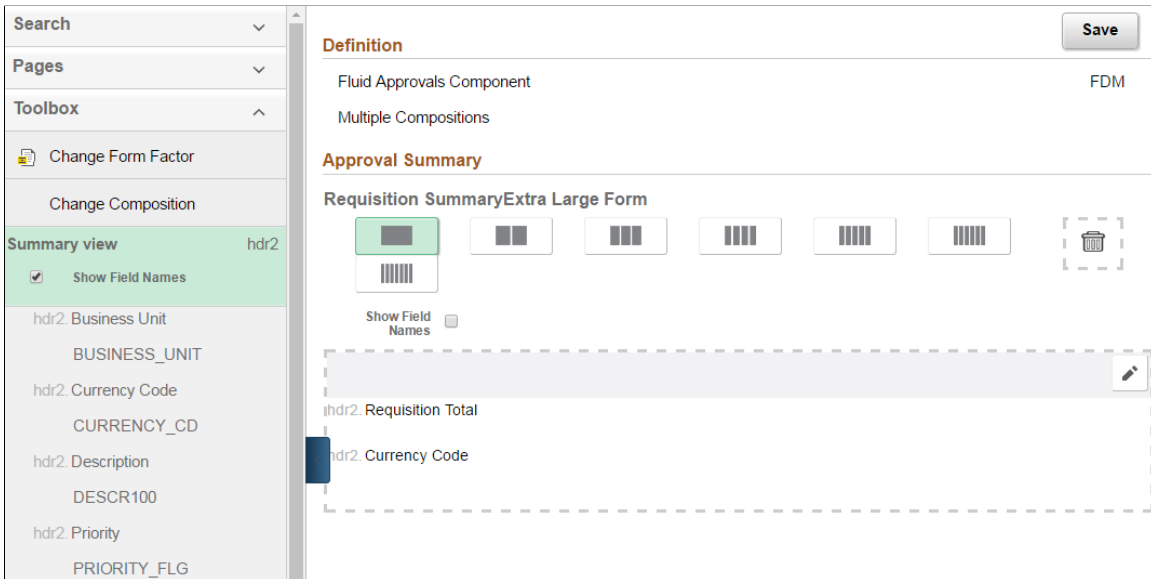 Search
Pages
Toolbox
Change Form Factor
Change Composition
Summary view hdr2
Show Field Names
hdr2. Business Unit
BUSINESS_UNIT
hdr2. Currency Code
CURRENCY_CD
hdr2. Description
DESCR100
hdr2. Priority
PRIORITY_FLG
Save
Definition
Fluid Approvals Component FDM
Multiple Compositions
Approval Summary
Requisition SummaryExtra Large Form
Show Field
Names
hdr2. Requisition Total
hdr2. Currency Code